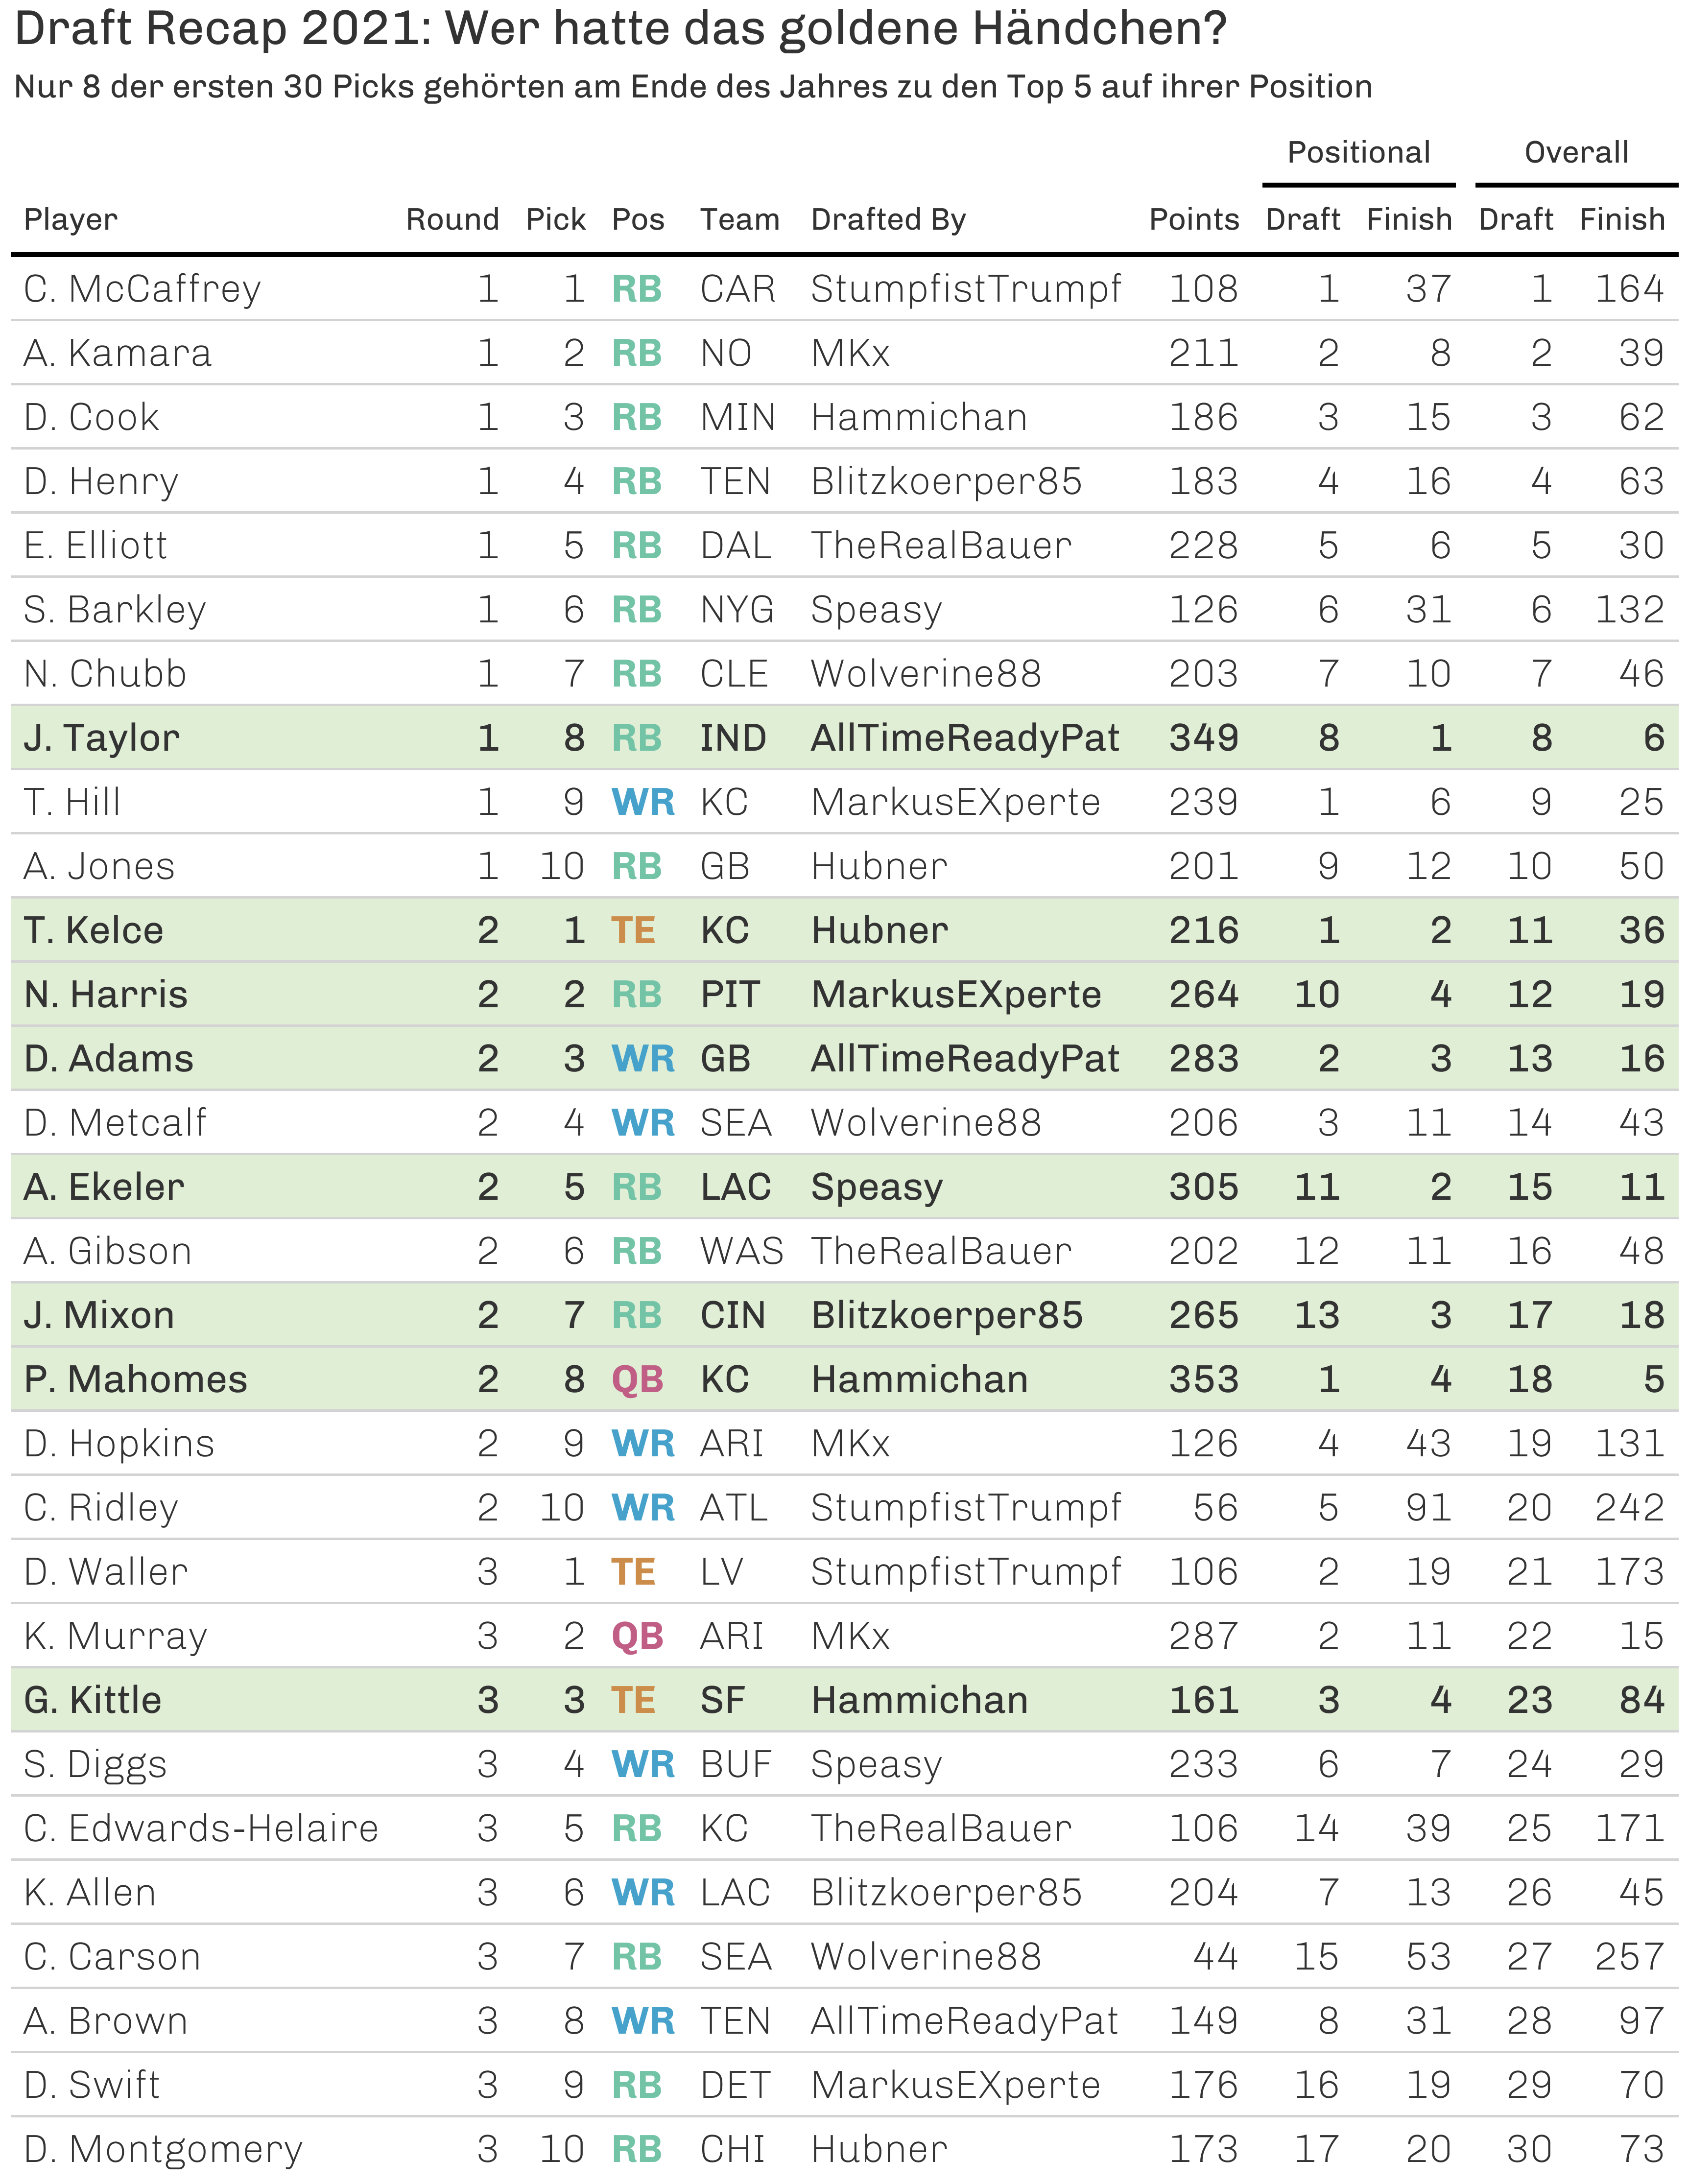 Draft Recap 2021: Wer hatte das goldene Händchen?
Nur 8 der ersten 30 Picks gehörten am Ende des Jahres zu den Top 5 auf ihrer Position
Positional Overall
Player Round Pick Pos Team Drafted By Points Draft Finish Draft Finish
C. McCaffrey 1 1 RB CAR StumpfistTrumpf 108 1 37 1 164
A. Kamara 1 2 RB NO MKx 211 2 8 2 39
D. Cook 1 3 RB MIN Hammichan 186 3 15 3 62
D. Henry 1 4 RB TEN Blitzkoerper85 183 4 16 4 63
E. Elliott 1 5 RB DAL TheRealBauer 228 5 6 5 30
S. Barkley 1 6 RB NYG Speasy 126 6 31 6 132
N. Chubb 1 7 RB CLE Wolverine88 203 7 10 7 46
J. Taylor 1 8 RB IND AllTimeReadyPat 349 8 1 8 6
T. Hill 1 9 WR KC MarkusEXperte 239 1 6 9 25
A. Jones 1 10 RB GB Hubner 201 9 12 10 50
T. Kelce 2 1 TE KC Hubner 216 1 2 11 36
N. Harris 2 2 RB PIT MarkusEXperte 264 10 4 12 19
D. Adams 2 3 WR GB AllTimeReadyPat 283 2 3 13 16
D. Metcalf 2 4 WR SEA Wolverine88 206 3 11 14 43
A. Ekeler 2 5 RB LAC Speasy 305 11 2 15 11
A. Gibson 2 6 RB WAS TheRealBauer 202 12 11 16 48
J. Mixon 2 7 RB CIN Blitzkoerper85 265 13 3 17 18
P. Mahomes 2 8 QB KC Hammichan 353 1 4 18 5
D. Hopkins 2 9 WR ARI MKx 126 4 43 19 131
C. Ridley 2 10 WR ATL StumpfistTrumpf 56 5 91 20 242
D. Waller 3 1 TE LV StumpfistTrumpf 106 2 19 21 173
K. Murray 3 2 QB ARI MKx 287 2 11 22 15
G. Kittle 3 3 TE SF Hammichan 161 3 4 23 84
S. Diggs 3 4 WR BUF Speasy 233 6 7 24 29
C. Edwards-Helaire 3 5 RB KC TheRealBauer 106 14 39 25 171
K. Allen 3 6 WR LAC Blitzkoerper85 204 7 13 26 45
C. Carson 3 7 RB SEA Wolverine88 44 15 53 27 257
A. Brown 3 8 WR TEN AllTimeReadyPat 149 8 31 28 97
D. Swift 3 9 RB DET MarkusEXperte 176 16 19 29 70
D. Montgomery 3 10 RB CHI Hubner 173 17 20 30 73